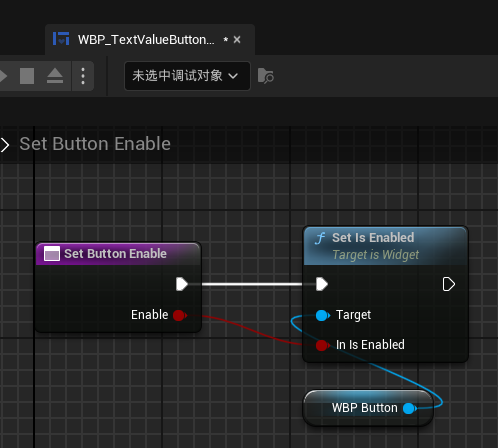 WBP_TextValueButton... * ×
未选中调试对象
Set Button Enable
Set Button Enable
Enable
f Set Is Enabled
Target is Widget
Target
In Is Enabled
WBP Button